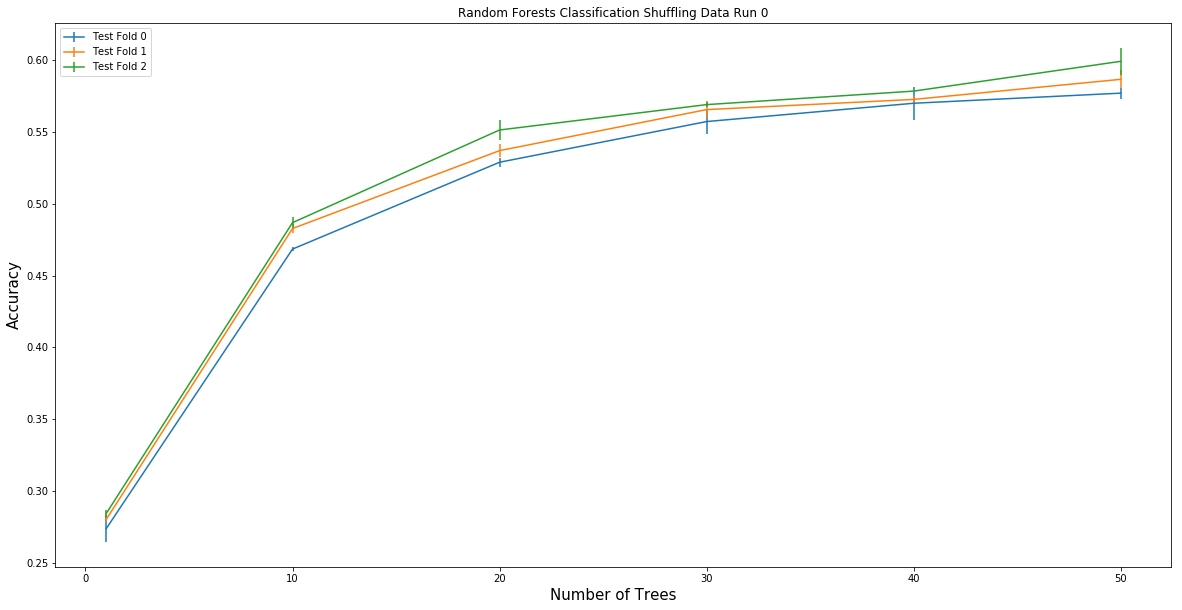 Random Forests Classification Shuffling Data Run 0
Test Fold 0
Test Fold 1
Test Fold 2
0.60
0.55
0.50
0.45
0.40
0.35
0.30
0.25
Accuracy
0 10 20 30 40 50
Number of Trees